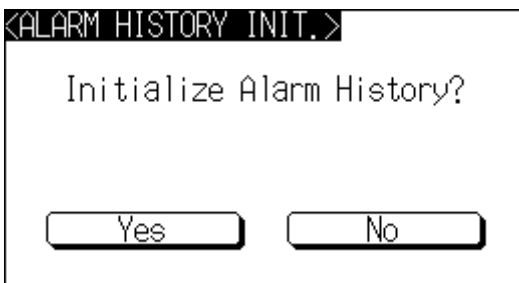 <ALARM HISTORY INIT.>
Initialize Alarm History?
Yes No